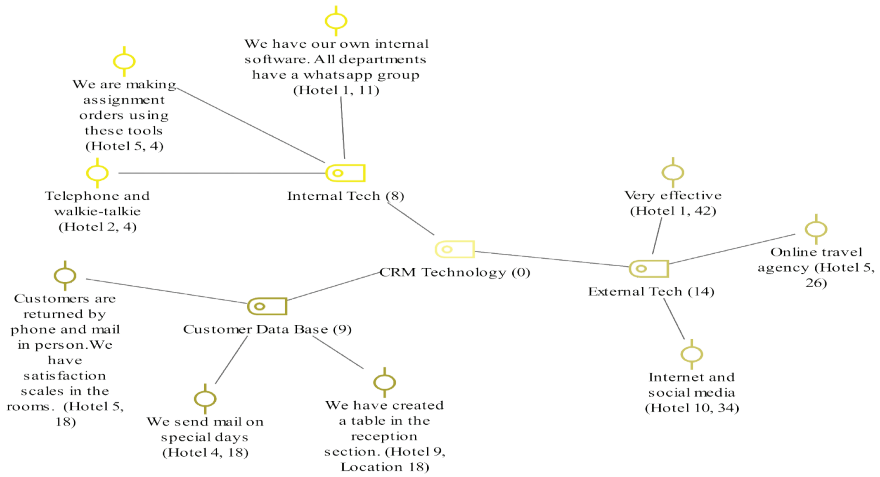 We have our own internal
software. All departments
have a whatsapp group
(Hotel 1, 11)
We are making
assignment
orders using
these tools
(Hotel 5, 4)
Telephone and
walkie-talkie
(Hotel 2, 4)
Internal Tech (8)
Very effective
(Hotel 1, 42)
Online travel
agency (Hotel 5,
26)
CRM Technology (0)
External Tech (14)
Customers are
returned by
phone and mail
in person.We
have
satisfaction
scales in the
rooms.  (Hotel 5,
18)
Customer Data Base (9)
We send mail on
special days
(Hotel 4, 18)
We have created
a table in the
reception
section. (Hotel 9,
Location 18)
Internet and
social media
(Hotel 10, 34)